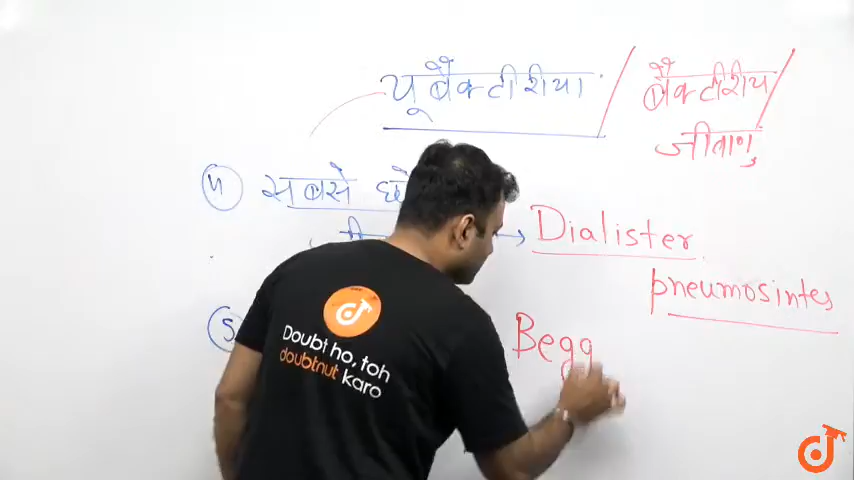 यूबैक्टीरीया / बैक्टीरीय /
जीवाणु
4 सबसे छो
Dialister
pneumosintes
5
Begg
Doubt ho, toh
doubtnut karo